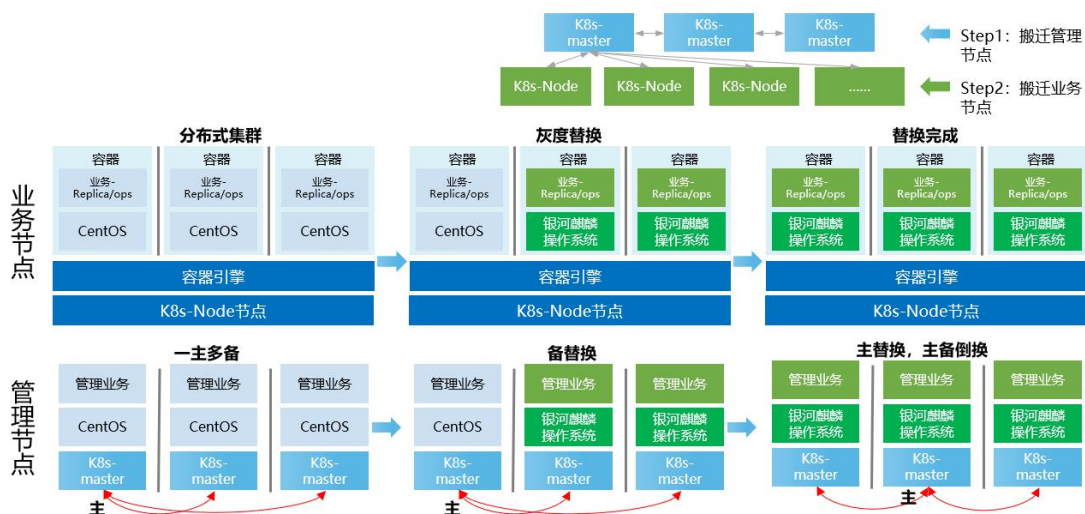 K8s-
master
K8s-
master
K8s-
master
Step1：搬迁管理
节点
K8s-Node
K8s-Node
K8s-Node
……
Step2：搬迁业务
节点
业务节点
分布式集群
容器
容器
容器
业务-
Replica/ops
业务-
Replica/ops
业务-
Replica/ops
CentOS
CentOS
CentOS
容器引擎
K8s-Node节点
灰度替换
容器
容器
容器
业务-
Replica/ops
业务-
Replica/ops
业务-
Replica/ops
CentOS
银河麒麟
操作系统
银河麒麟
操作系统
容器引擎
K8s-Node节点
替换完成
容器
容器
容器
业务-
Replica/ops
业务-
Replica/ops
业务-
Replica/ops
银河麒麟
操作系统
银河麒麟
操作系统
银河麒麟
操作系统
容器引擎
K8s-Node节点
管理节点
一主多备
管理业务
管理业务
管理业务
CentOS
CentOS
CentOS
K8s-
master
K8s-
master
K8s-
master
主
备替换
管理业务
管理业务
管理业务
CentOS
银河麒麟
操作系统
银河麒麟
操作系统
K8s-
master
K8s-
master
K8s-
master
主
主替换，主备倒换
管理业务
管理业务
管理业务
银河麒麟
操作系统
银河麒麟
操作系统
银河麒麟
操作系统
K8s-
master
K8s-
master
K8s-
master
主